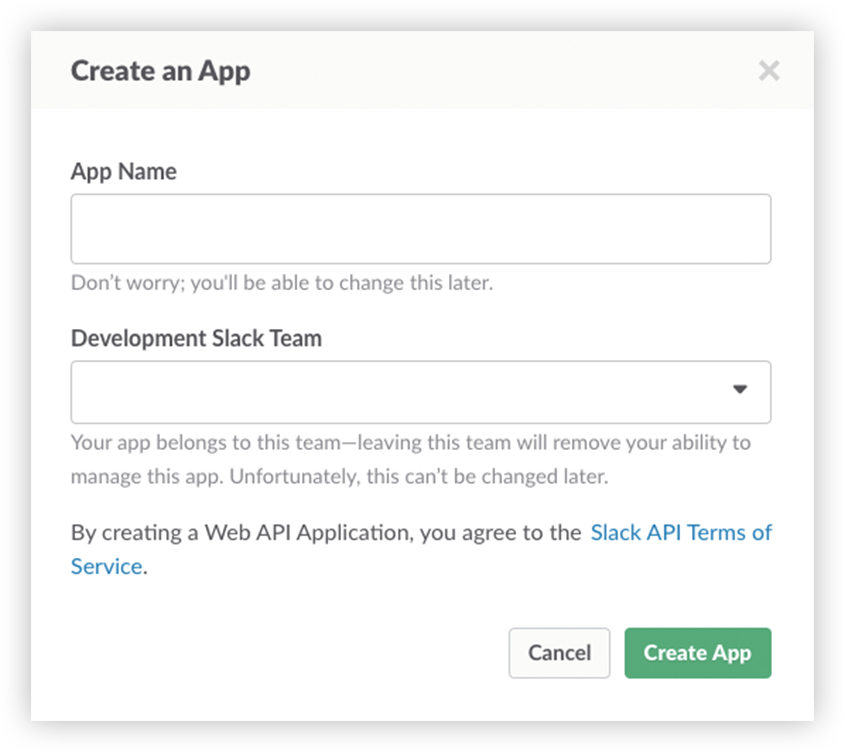 Create an App
App Name
Don’t worry; you'll be able to change this later.
Development Slack Team
Your app belongs to this team—leaving this team will remove your ability to
manage this app. Unfortunately, this can’t be changed later.
By creating a Web API Application, you agree to the Slack API Terms of
Service.
Cancel Create App